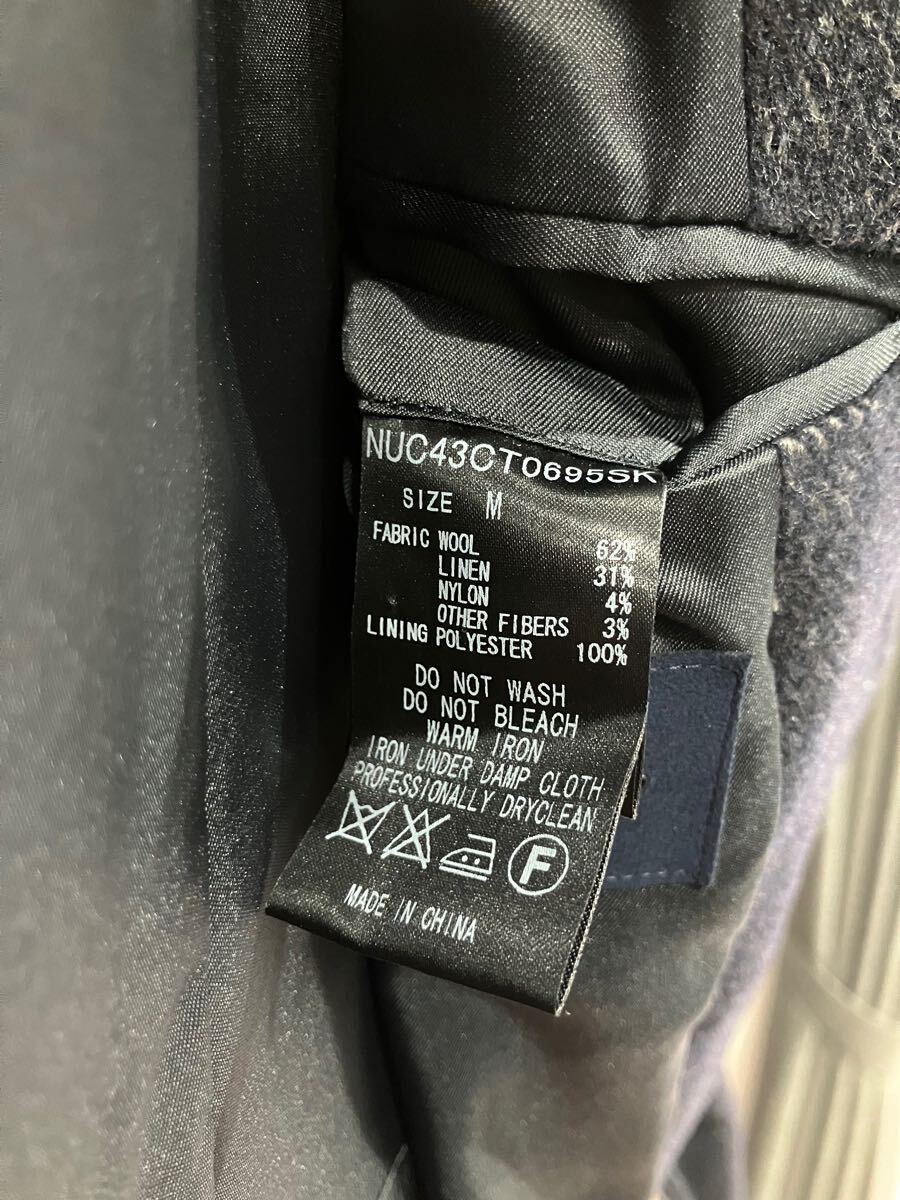 NUC43CT0695SK
SIZE M
FABRIC WOOL 62%
LINEN 31%
NYLON 4%
OTHER FIBERS 3%
LINING POLYESTER 100%
DO NOT WASH
DO NOT BLEACH
WARM IRON
IRON UNDER DAMP CLOTH
PROFESSIONALLY DRYCLEAN
F
MADE IN CHINA